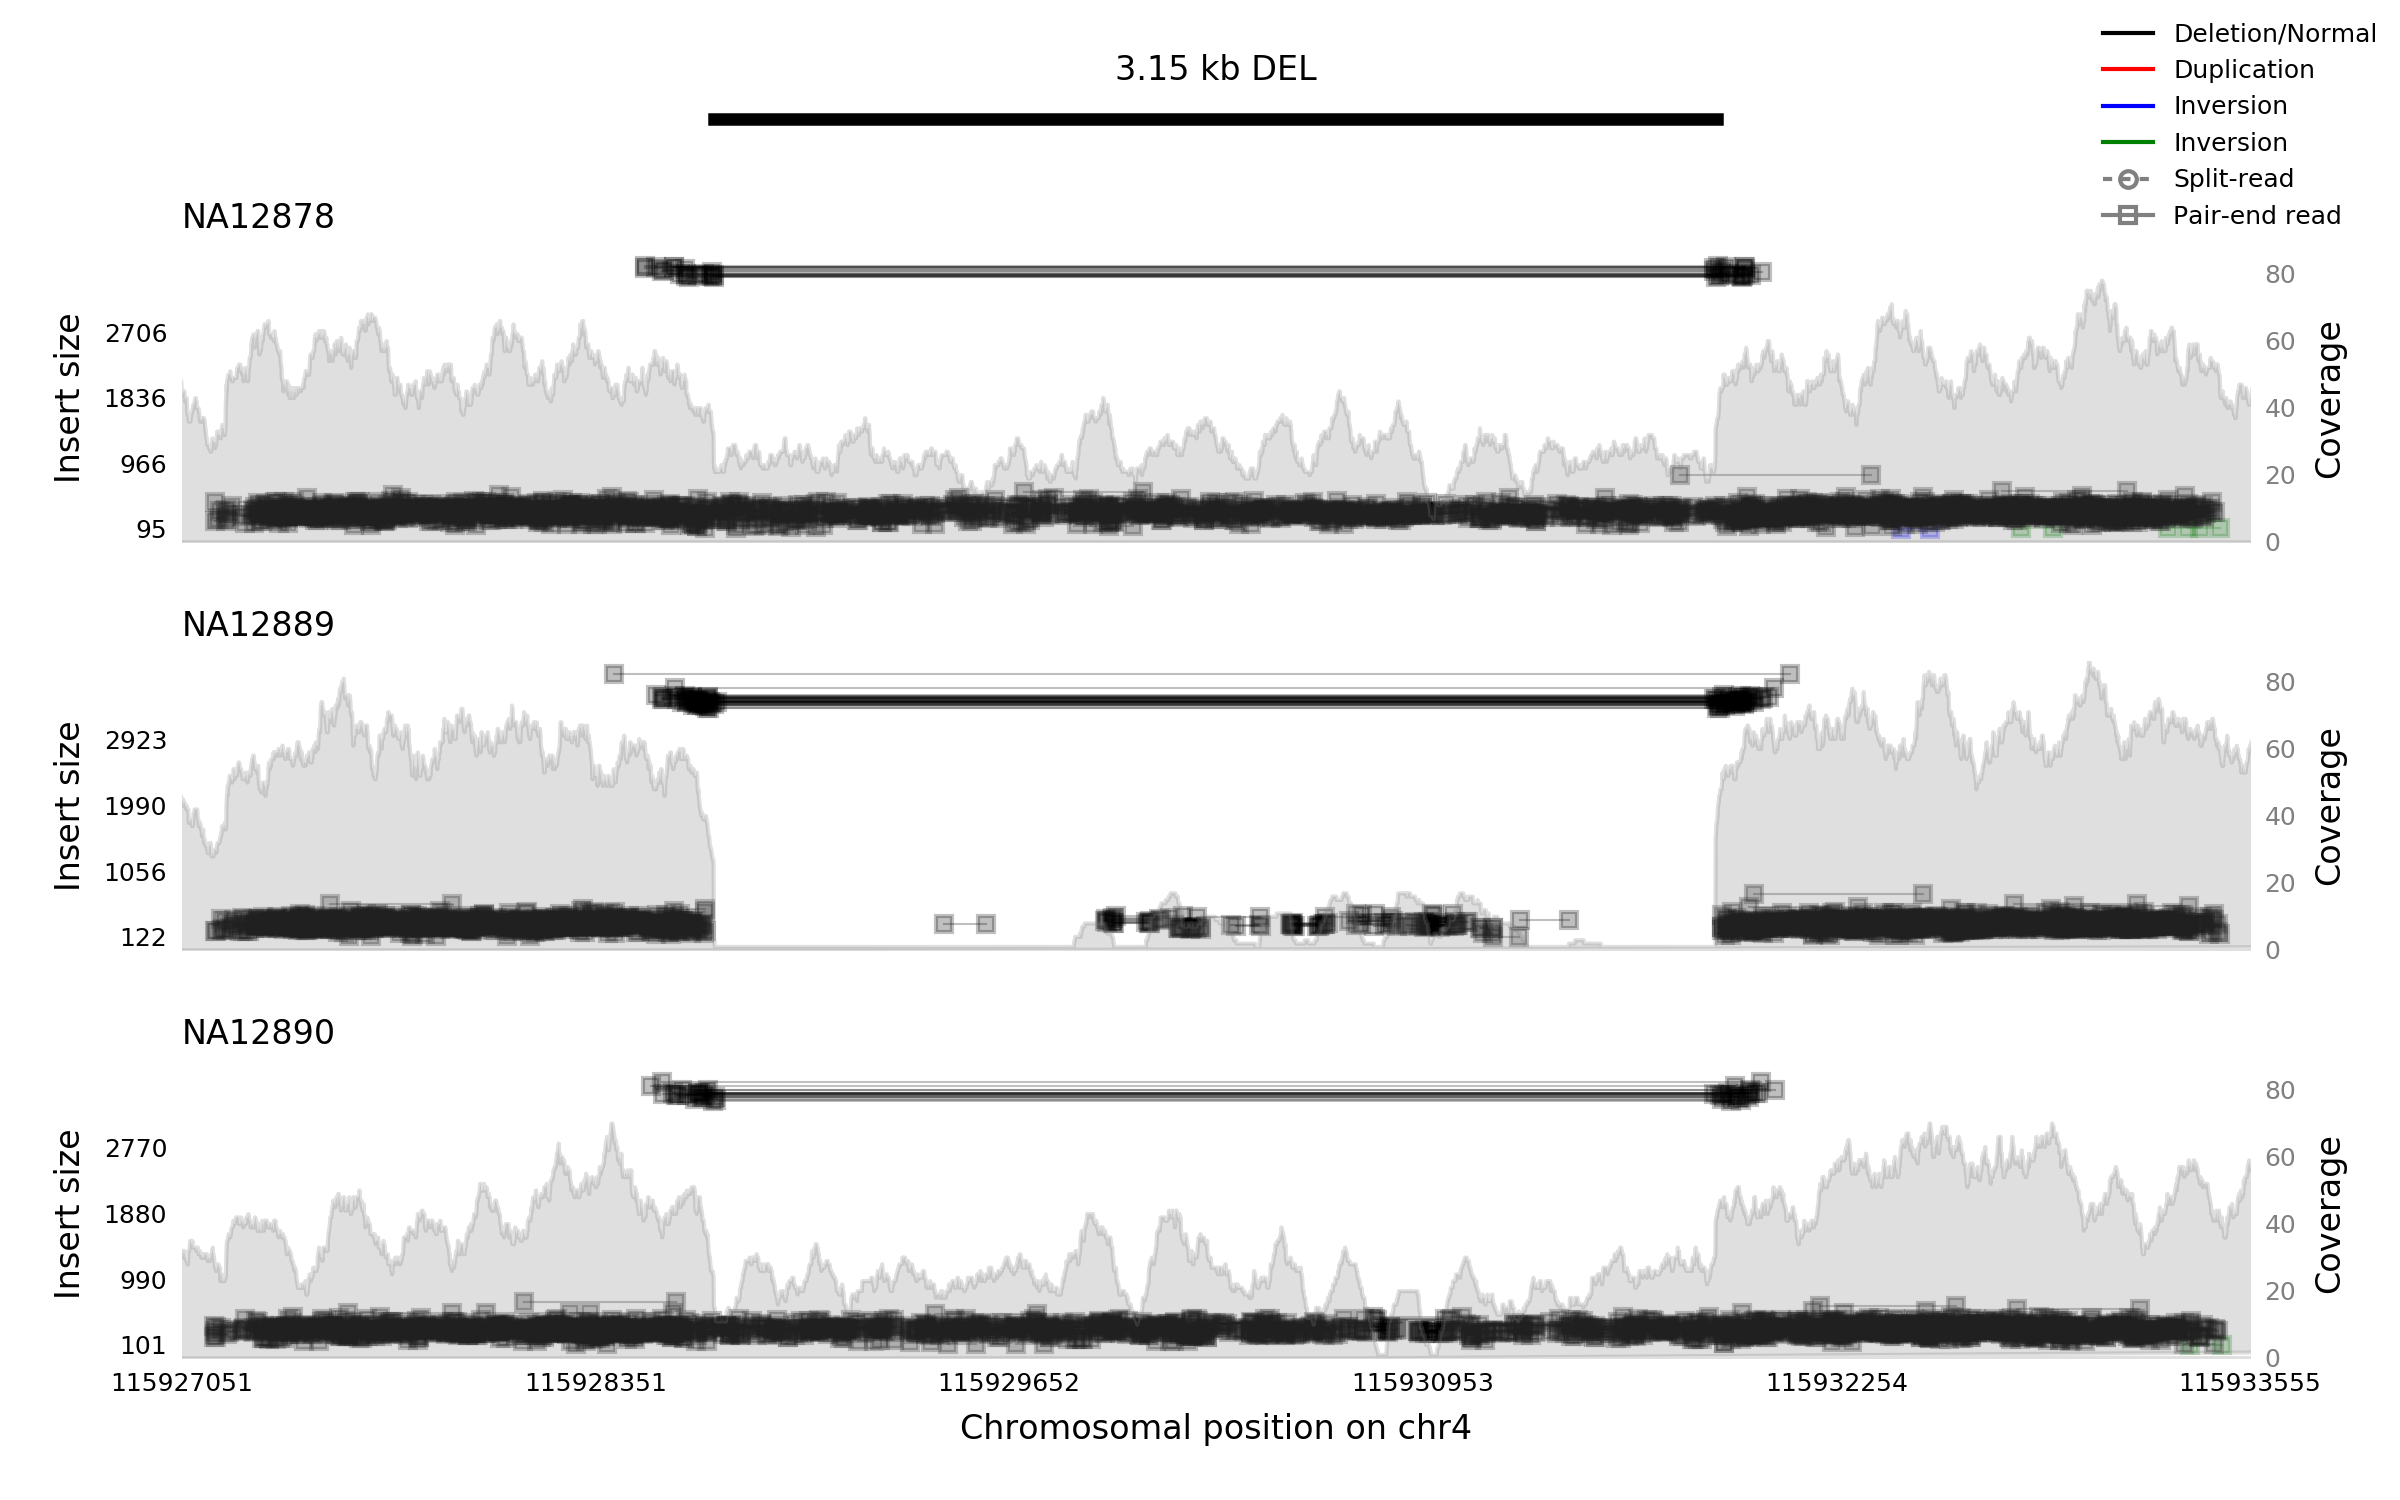 3.15 kb DEL
Deletion/Normal
Duplication
Inversion
Inversion
Split-read
Pair-end read
NA12878
Insert size
2706
1836
966
95
80
60
40
20
0
Coverage
NA12889
Insert size
2923
1990
1056
122
80
60
40
20
0
Coverage
NA12890
Insert size
2770
1880
990
101
80
60
40
20
0
Coverage
115927051 115928351 115929652 115930953 115932254 115933555
Chromosomal position on chr4